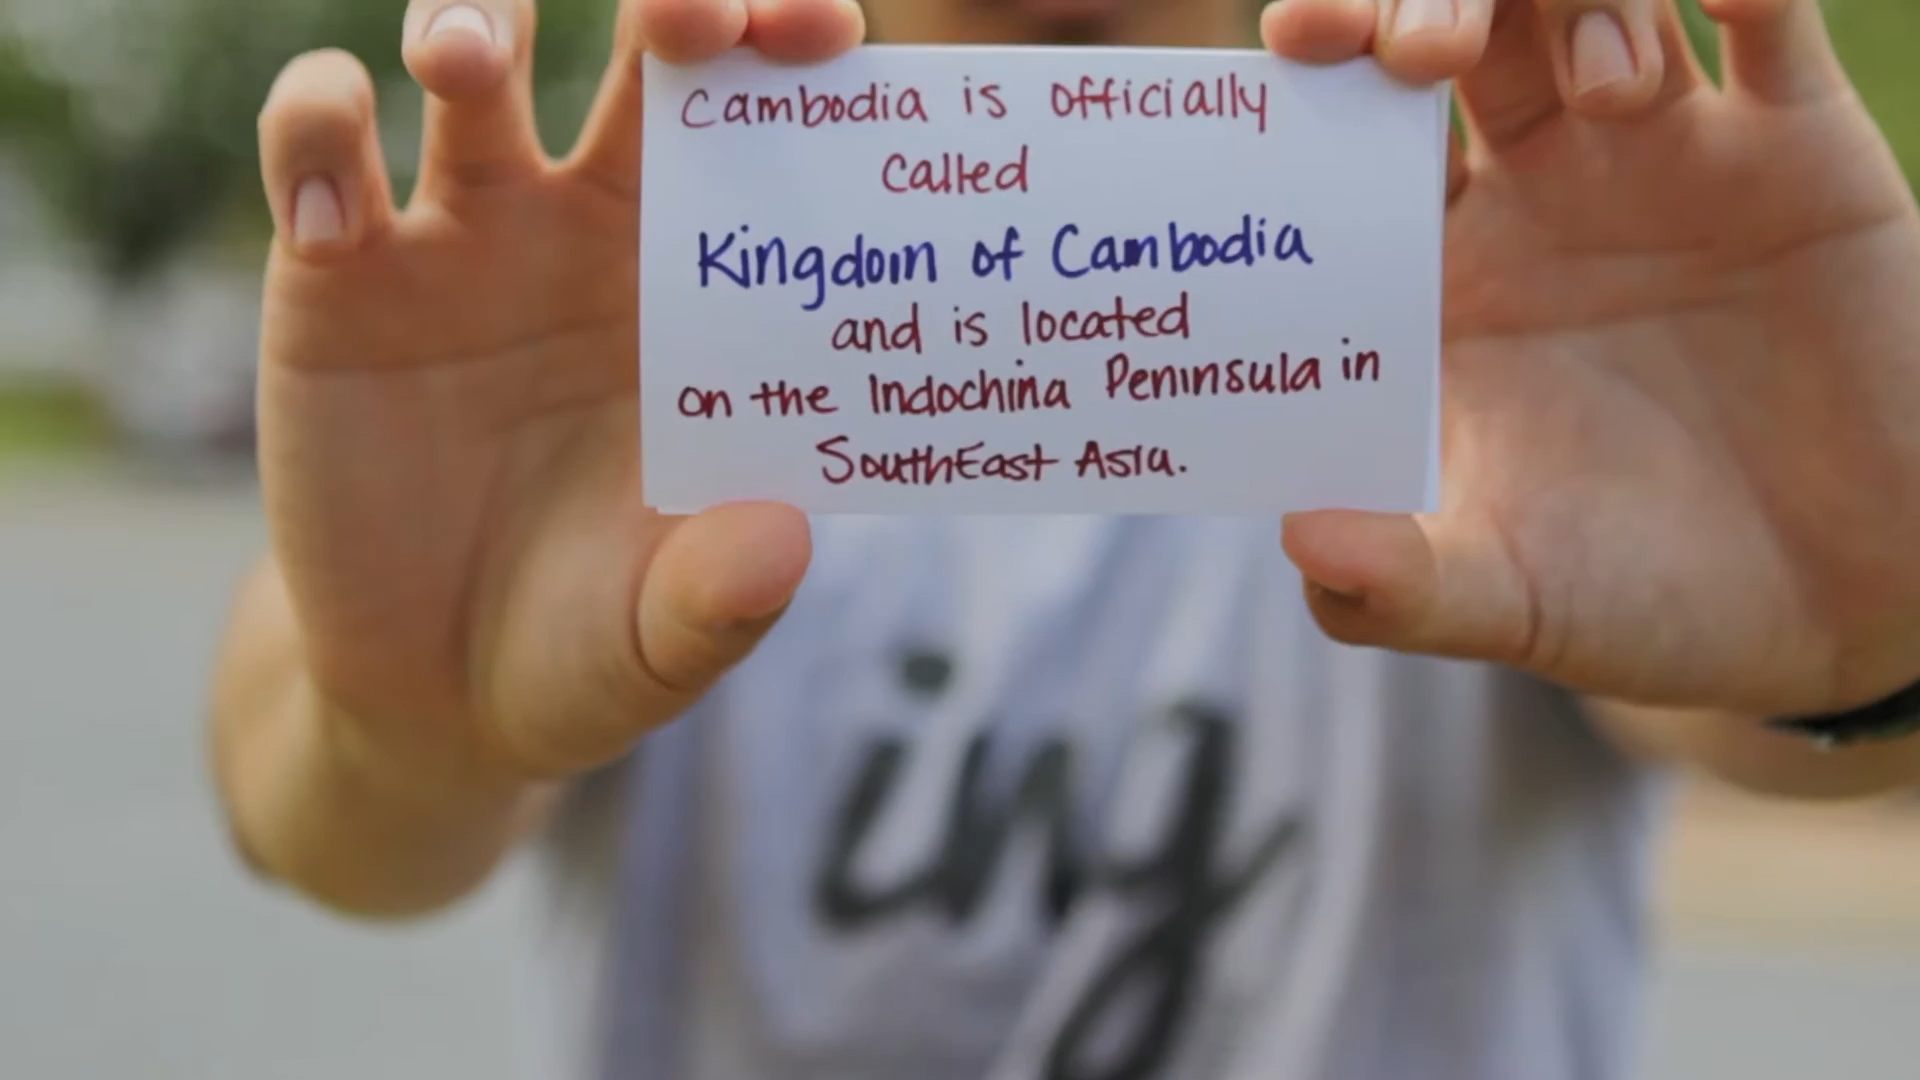 Cambodia is officially
called
Kingdom of Cambodia
and is located
on the Indochina Peninsula in
SouthEast Asia.
ing